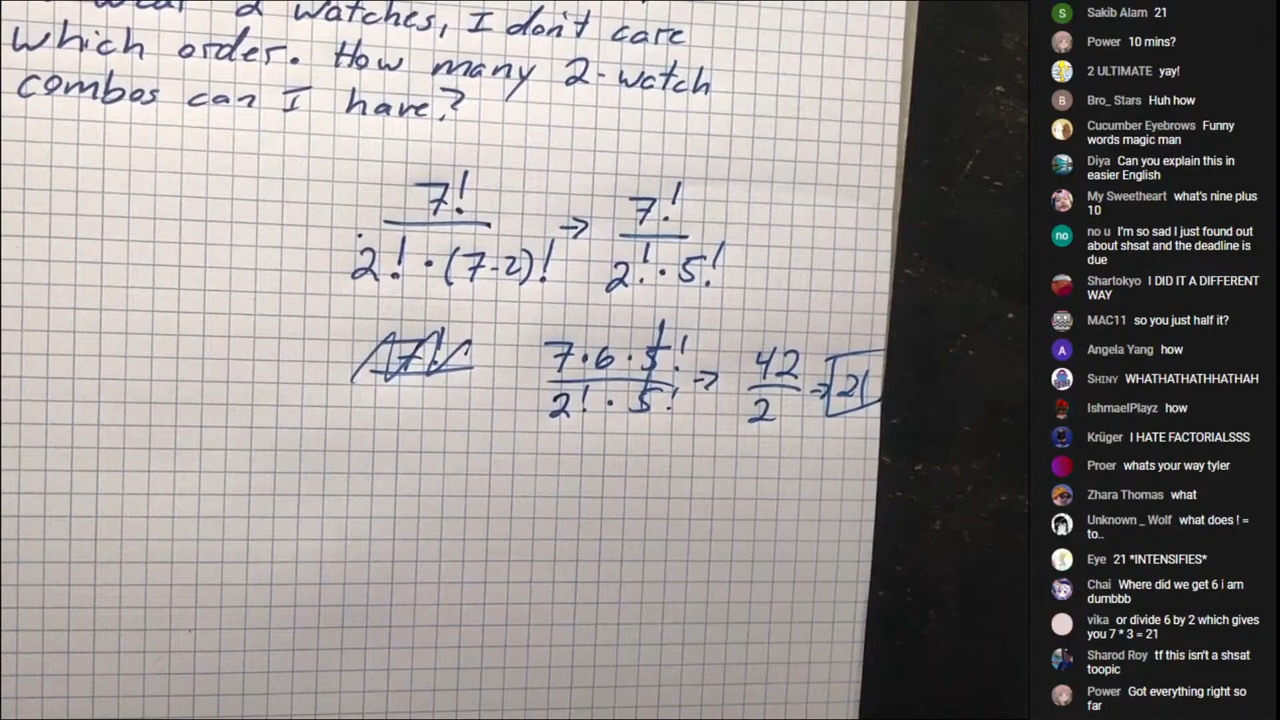 2 watches, I don't care
which order. How many 2-watch
combos can I have?
7! / 2! · (7-2)! → 7! / 2! · 5!
7 · 6 · 5! / 2! · 5! → 42 / 2 → 21
Sakib Alam 21
Power 10 mins?
2 ULTIMATE yay!
Bro_ Stars Huh how
Cucumber Eyebrows Funny
words magic man
Diya Can you explain this in
easier English
My Sweetheart what's nine plus
10
no u I'm so sad I just found out
about shsat and the deadline is
due
Shartokyo I DID IT A DIFFERENT
WAY
MAC11 so you just half it?
Angela Yang how
SHINY WHATHATHATHHATHAH
IshmaelPlayz how
Krüger I HATE FACTORIALSSS
Proer whats your way tyler
Zhara Thomas what
Unknown _ Wolf what does ! =
to..
Eye 21 *INTENSIFIES*
Chai Where did we get 6 i am
dumbbb
vika or divide 6 by 2 which gives
you 7 * 3 = 21
Sharod Roy tf this isn't a shsat
toopic
Power Got everything right so
far